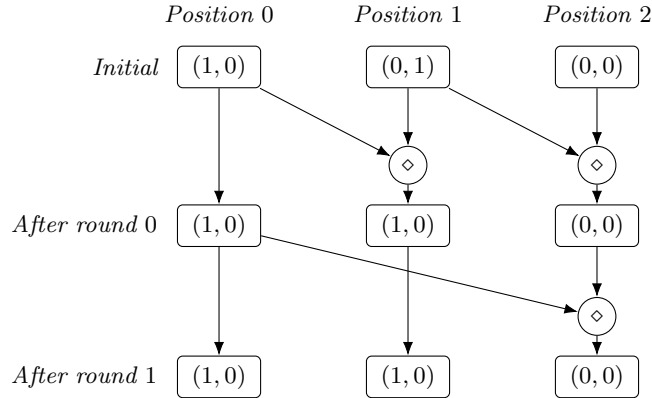 Position 0 Position 1 Position 2
Initial (1, 0) (0, 1) (0, 0)
⋄ ⋄
After round 0 (1, 0) (1, 0) (0, 0)
⋄
After round 1 (1, 0) (1, 0) (0, 0)